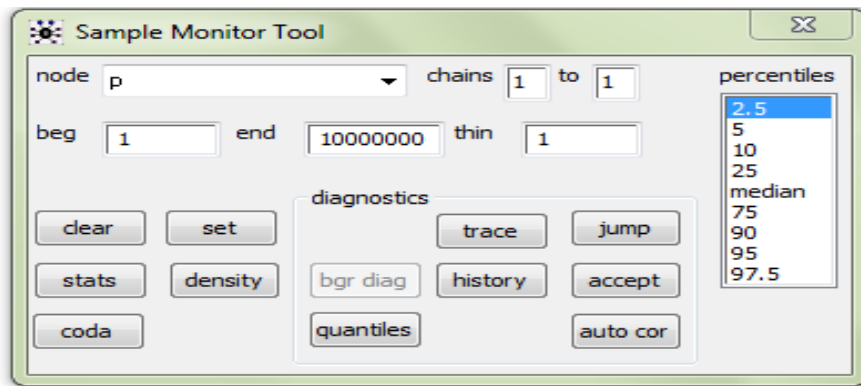 Sample Monitor Tool
node p chains 1 to 1 percentiles
beg 1 end 10000000 thin 1
2.5
5
10
25
median
75
90
95
97.5
diagnostics
clear set trace jump
stats density bgr diag history accept
coda quantiles auto cor